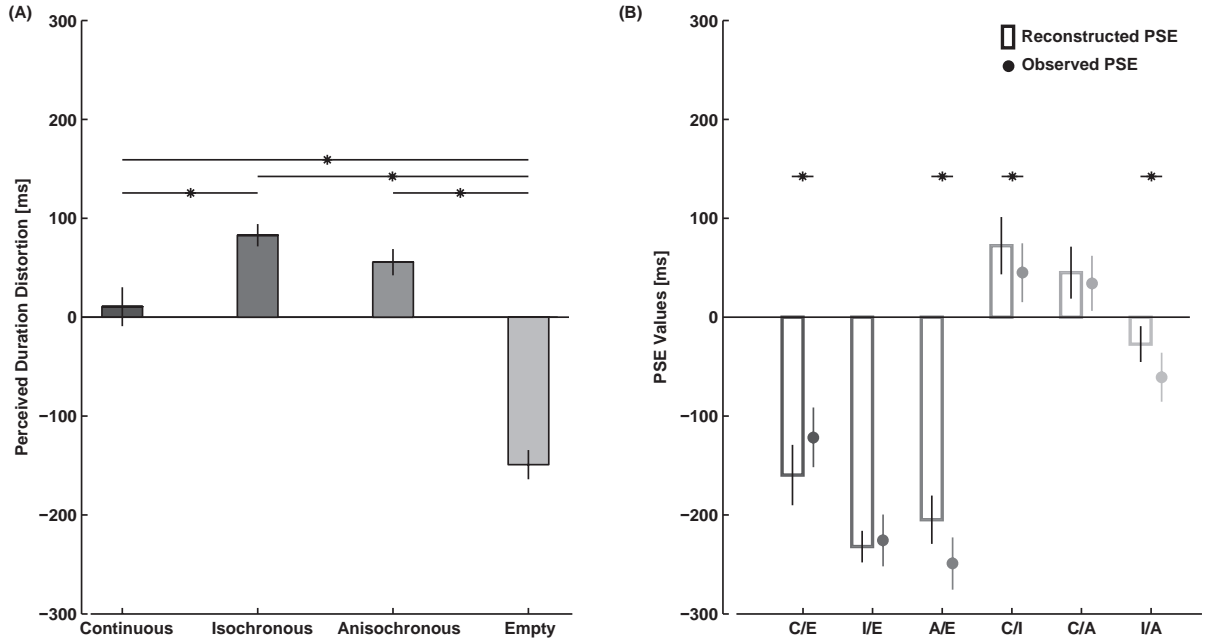 (A)
300
200
100
0
−100
−200
−300
Perceived Duration Distortion [ms]
Continuous Isochronous Anisochronous Empty
(B)
300
200
100
0
−100
−200
−300
PSE Values [ms]
Reconstructed PSE
Observed PSE
C/E I/E A/E C/I C/A I/A